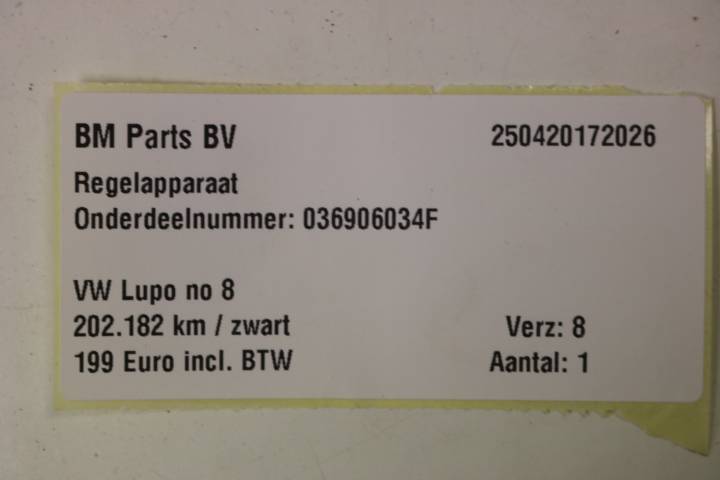 BM Parts BV 250420172026
Regelapparaat
Onderdeelnummer: 036906034F
VW Lupo no 8
202.182 km / zwart Verz: 8
199 Euro incl. BTW Aantal: 1